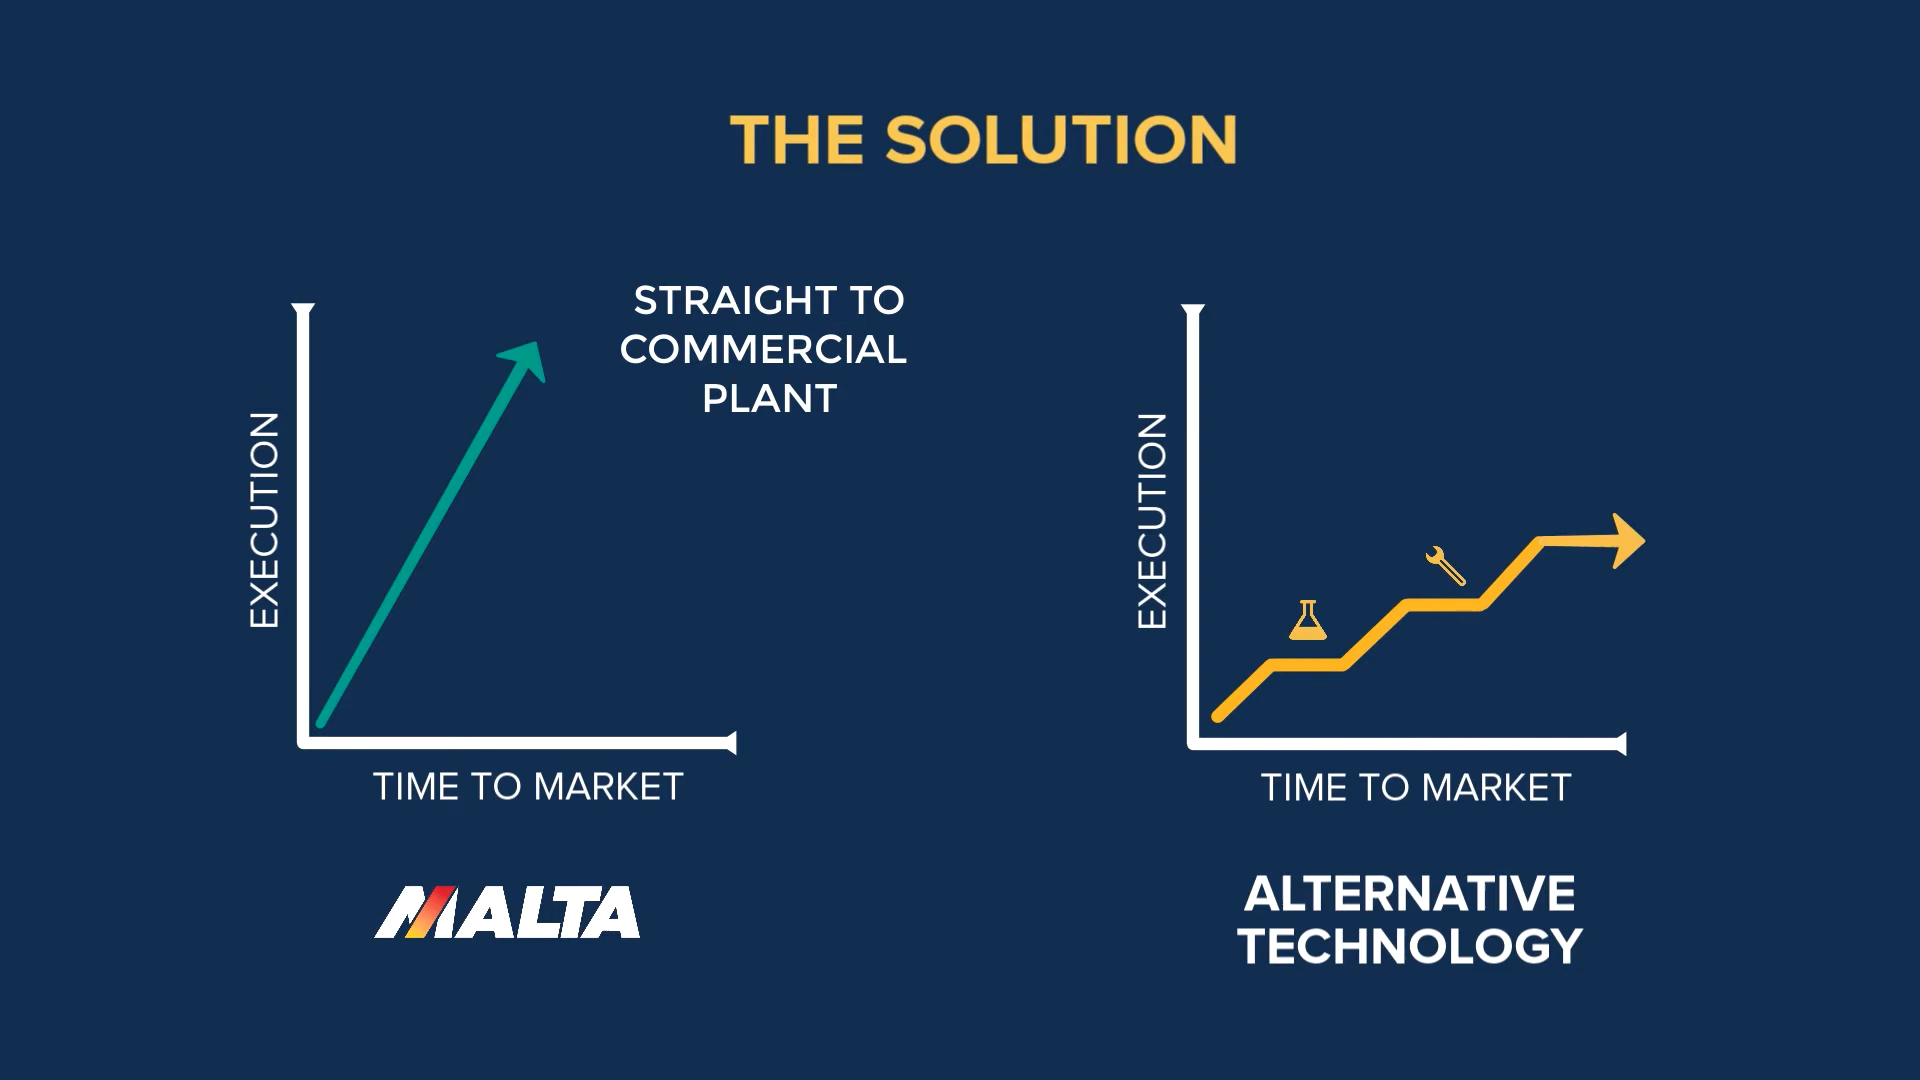 THE SOLUTION
STRAIGHT TO
COMMERCIAL
PLANT
EXECUTION
TIME TO MARKET
MALTA
EXECUTION
TIME TO MARKET
ALTERNATIVE
TECHNOLOGY